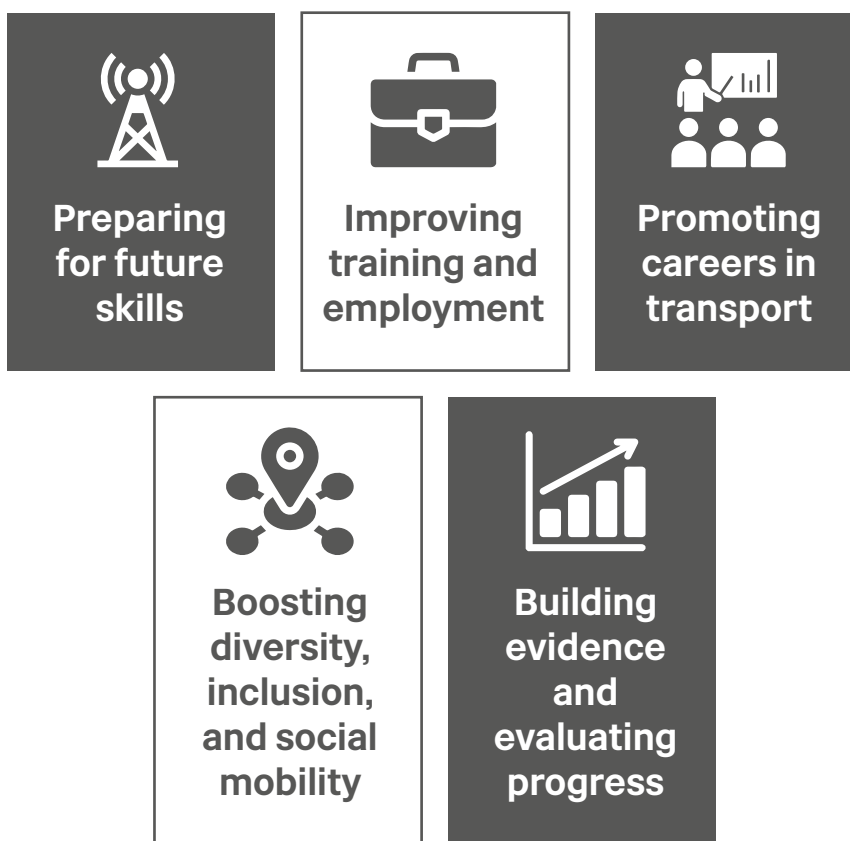 Preparing
for future
skills
Improving
training and
employment
Promoting
careers in
transport
Boosting
diversity,
inclusion,
and social
mobility
Building
evidence
and
evaluating
progress